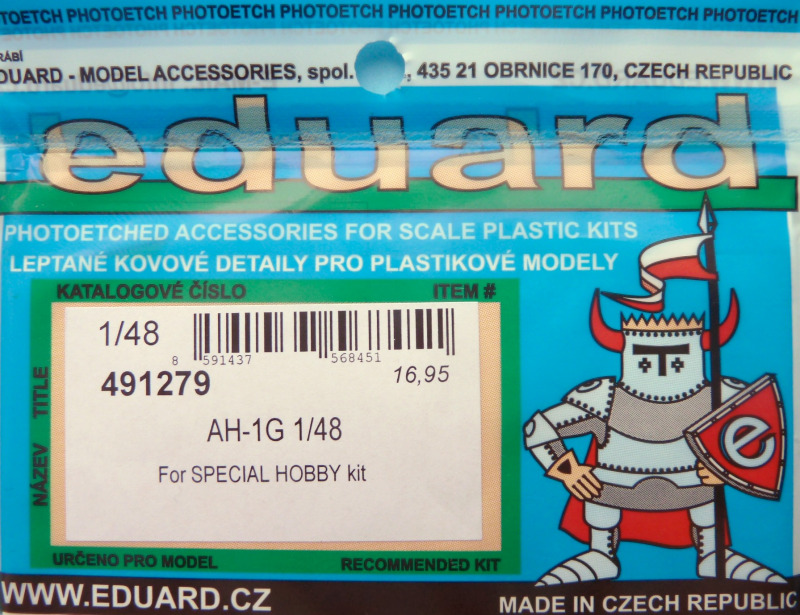 PHOTOETCH PHOTOETCH PHOTOETCH PHOTOETCH PHOTOETCH PHOTOETCH PHOTOETCH PHOTOETCH
EDUARD - MODEL ACCESSORIES, spol. , 435 21 OBRNICE 170, CZECH REPUBLIC
eduard
PHOTOETCHED ACCESSORIES FOR SCALE PLASTIC KITS
LEPTANÉ KOVOVÉ DETAILY PRO PLASTIKOVÉ MODELY
KATALOGOVÉ ČÍSLO ITEM #
1/48
8 591437 568451
491279 16,95
AH-1G 1/48
For SPECIAL HOBBY kit
NÁZEV TITLE
e
URČENO PRO MODEL RECOMMENDED KIT
WWW.EDUARD.CZ MADE IN CZECH REPUBLIC